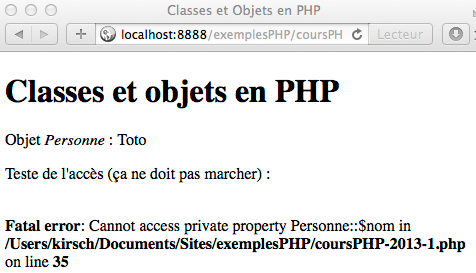 Classes et Objets en PHP
localhost:8888/exemplesPHP/coursPH
Lecteur
Classes et objets en PHP
Objet Personne : Toto
Teste de l'accès (ça ne doit pas marcher) :
Fatal error: Cannot access private property Personne::$nom in
/Users/kirsch/Documents/Sites/exemplesPHP/coursPHP-2013-1.php
on line 35